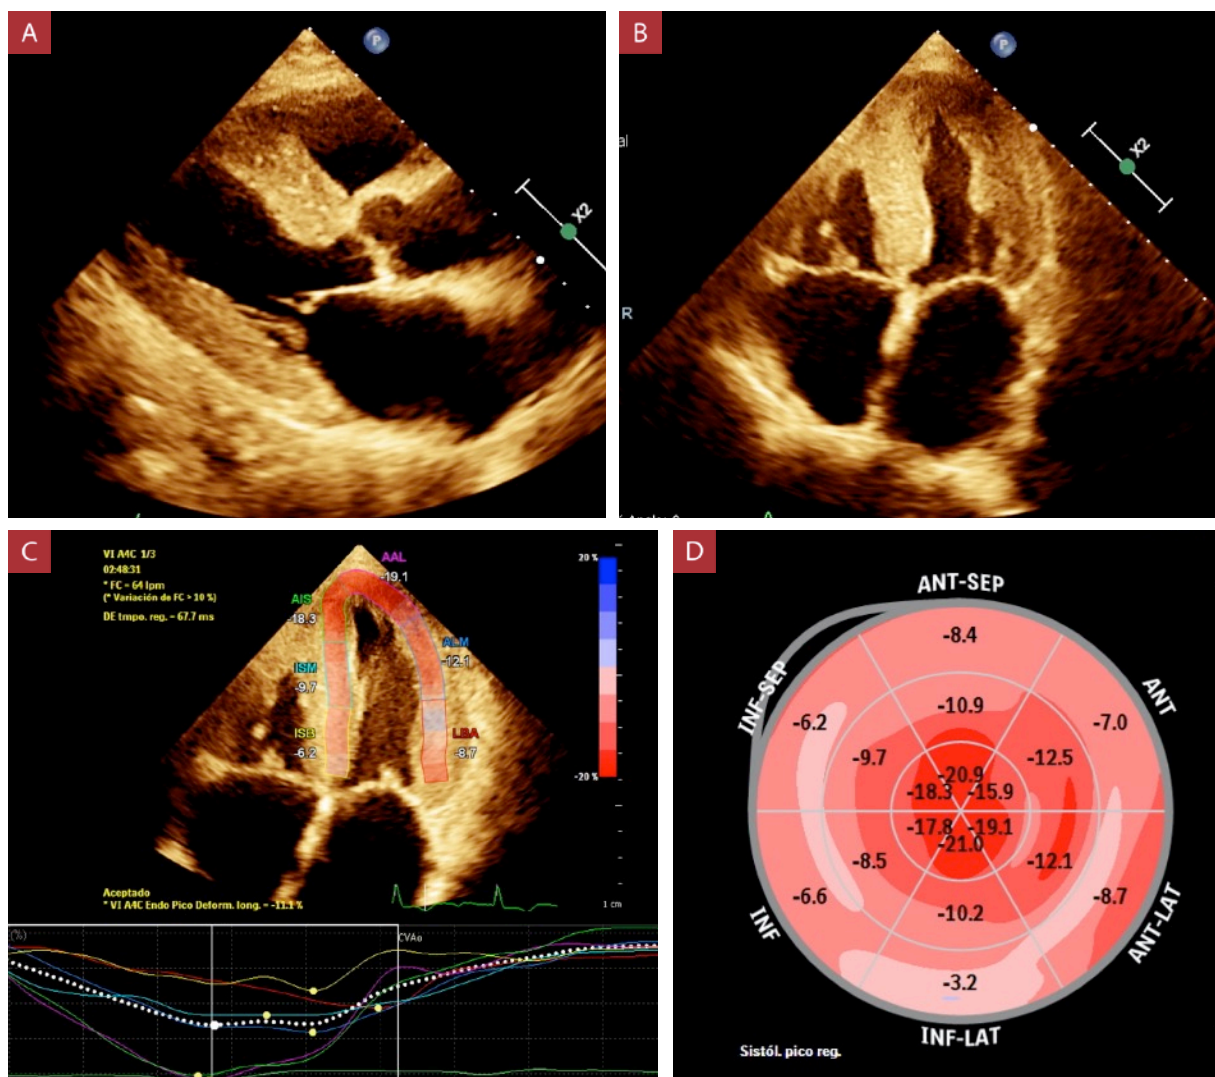 A
P
X2
B
P
al
X2
R
C
VI A4C 1/3
02:48:31
* FC = 64 lpm
(* Variación de FC > 10 %)
DE tmpo. reg. = 67.7 ms
AAL
-19.1
20 %
AIS
-18.3
ALM
-12.1
ISM
-9.7
ISB
-6.2
LBA
-8.7
-20 %
Aceptado
* VI A4C Endo Pico Deform. long. = -11.1 %
1 cm
(%)
CVAo
D
ANT-SEP
-8.4
INF-SEP
ANT
-6.2
-10.9
-7.0
-9.7
-12.5
-20.9
-18.3
-15.9
-17.8
-19.1
-21.0
-8.5
-12.1
-6.6
-8.7
-10.2
INF
ANT-LAT
-3.2
INF-LAT
Sistól. pico reg.